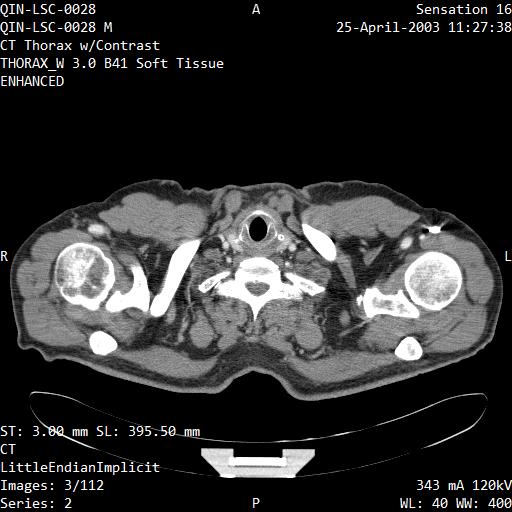 QIN-LSC-0028
A
Sensation 16
QIN-LSC-0028 M
25-April-2003 11:27:38
CT Thorax w/Contrast
THORAX_W 3.0 B41 Soft Tissue
ENHANCED
R
L
ST: 3.00 mm SL: 395.50 mm
CT
LittleEndianImplicit
Images: 3/112
343 mA 120kV
Series: 2
P
WL: 40 WW: 400